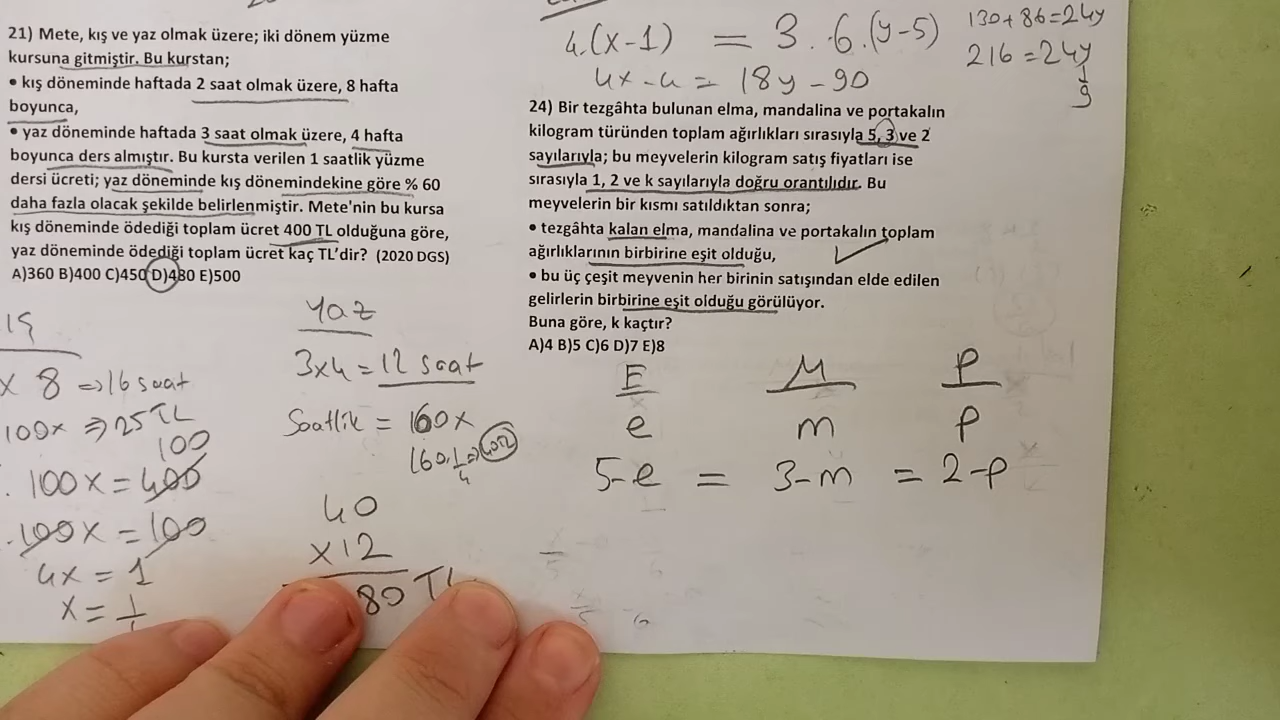 21) Mete, kış ve yaz olmak üzere; iki dönem yüzme
kursuna gitmiştir. Bu kurstan;
• kış döneminde haftada 2 saat olmak üzere, 8 hafta
boyunca,
• yaz döneminde haftada 3 saat olmak üzere, 4 hafta
boyunca ders almıştır. Bu kursta verilen 1 saatlik yüzme
dersi ücreti; yaz döneminde kış dönemindekine göre % 60
daha fazla olacak şekilde belirlenmiştir. Mete'nin bu kursa
kış döneminde ödediği toplam ücret 400 TL olduğuna göre,
yaz döneminde ödediği toplam ücret kaç TL'dir? (2020 DGS)
A)360 B)400 C)450 D)480 E)500
x 8 => 16 saat
100x => 25 TL
100
. 100x = 400
. 100x = 100
4x = 1
x = 1
Yaz
3x4 = 12 saat
Saatlik = 160x
160.1/4 =>
40
x12
80 TL
4.(x-1) = 3.6.(y-5)
4x-4 = 18y-90
130+86=24y
216=24y
9
24) Bir tezgâhta bulunan elma, mandalina ve portakalın
kilogram türünden toplam ağırlıkları sırasıyla 5, 3 ve 2
sayılarıyla; bu meyvelerin kilogram satış fiyatları ise
sırasıyla 1, 2 ve k sayılarıyla doğru orantılıdır. Bu
meyvelerin bir kısmı satıldıktan sonra;
• tezgâhta kalan elma, mandalina ve portakalın toplam
ağırlıklarının birbirine eşit olduğu,
• bu üç çeşit meyvenin her birinin satışından elde edilen
gelirlerin birbirine eşit olduğu görülüyor.
Buna göre, k kaçtır?
A)4 B)5 C)6 D)7 E)8
E M P
e m p
5-e = 3-m = 2-p